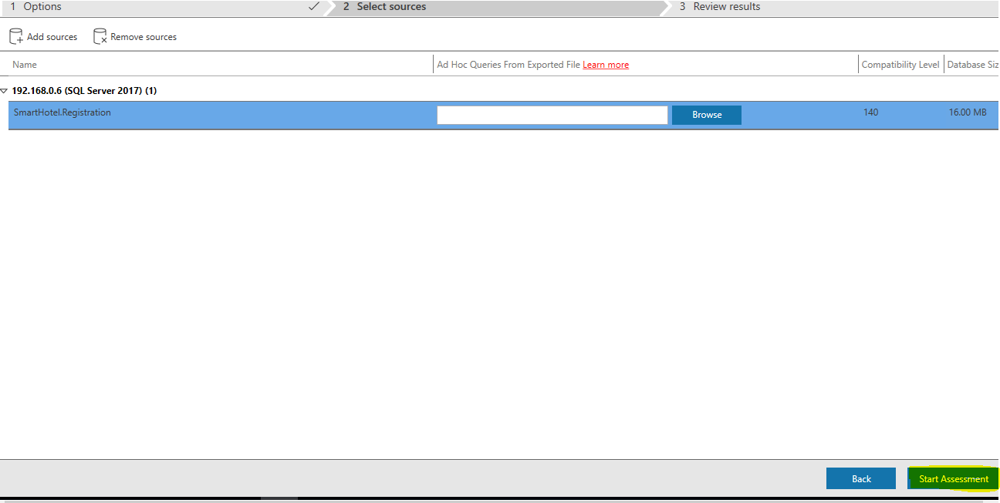 1 Options 2 Select sources 3 Review results
Add sources Remove sources
Name Ad Hoc Queries From Exported File Learn more Compatibility Level Database Siz
192.168.0.6 (SQL Server 2017) (1)
SmartHotel.Registration Browse 140 16.00 MB
Back Start Assessment